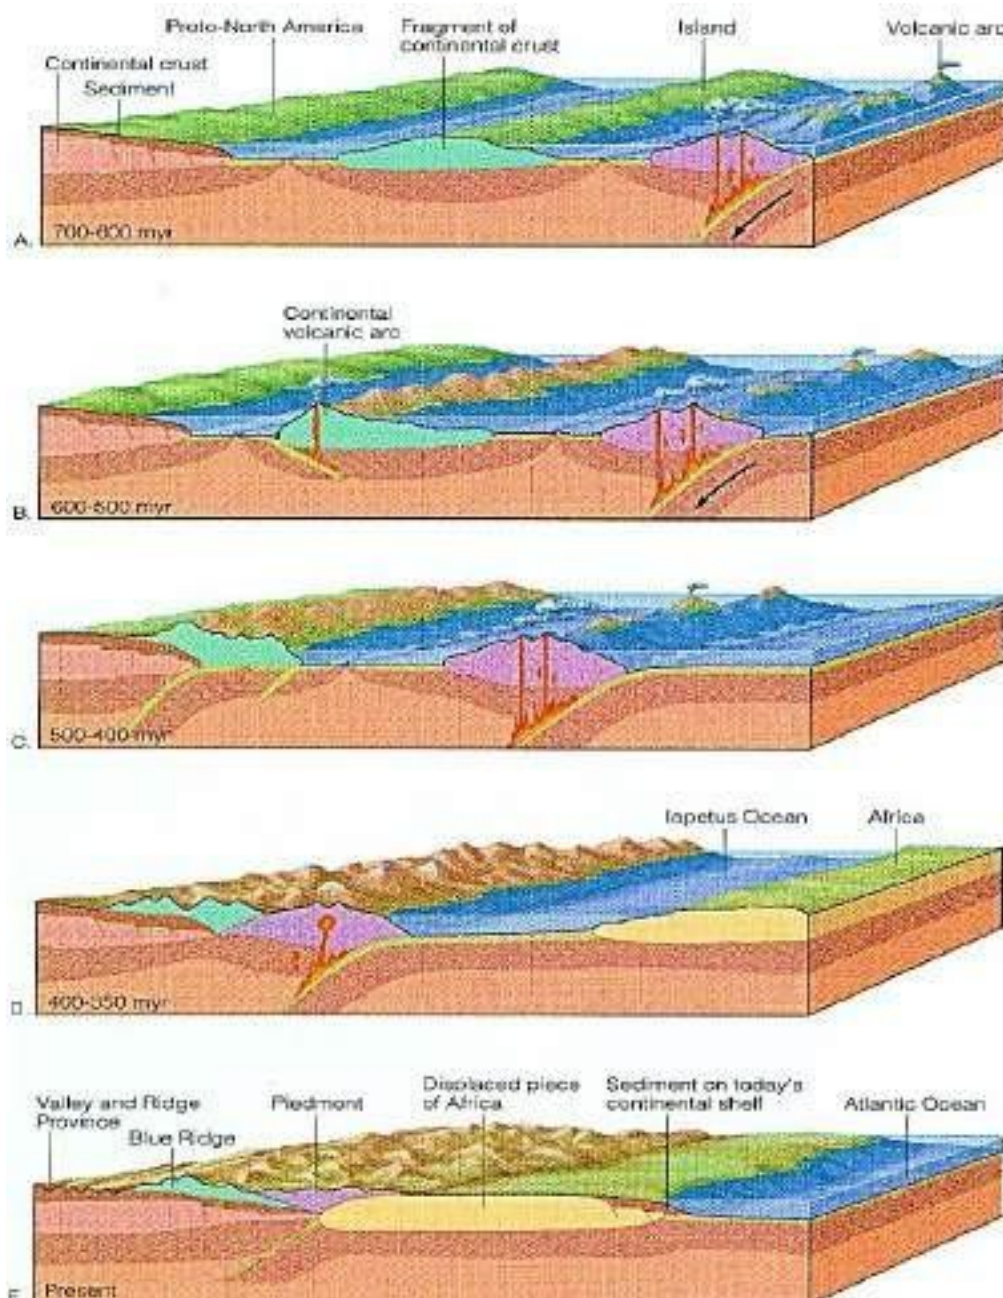 Proto-North America
Fragment of
continental crust
Island
Volcanic arc
Continental crust
Sediment
A.
700-600 myr
Continental
volcanic arc
B.
600-500 myr
C.
500-400 myr
Iapetus Ocean
Africa
D.
400-350 myr
Valley and Ridge
Province
Blue Ridge
Piedmont
Displaced piece
of Africa
Sediment on today's
continental shelf
Atlantic Ocean
E.
Present